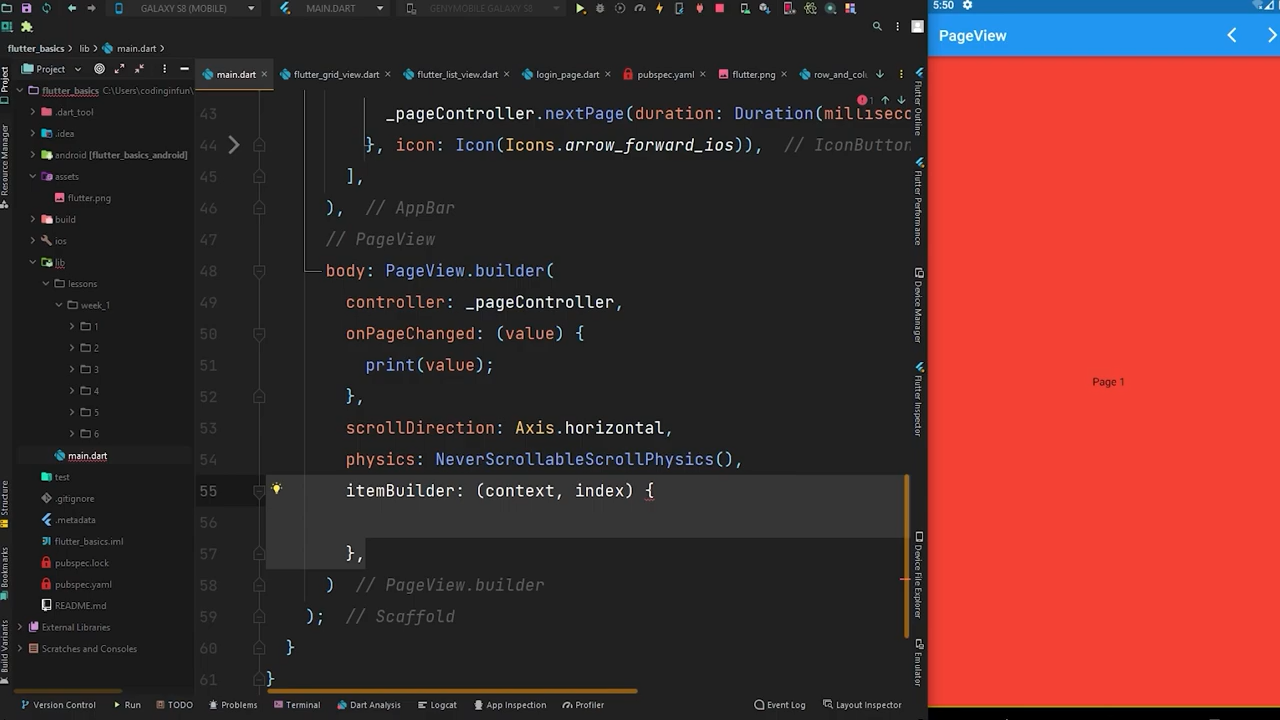 GALAXY S8 (MOBILE)
MAIN.DART
GENYMOBILE GALAXY S8
5:50
flutter_basics
lib
main.dart
PageView
Project
main.dart
flutter_grid_view.dart
flutter_list_view.dart
login_page.dart
pubspec.yaml
flutter.png
row_and_col
flutter_basics C:\Users\codinginfun\
.dart_tool
.idea
android [flutter_basics_android]
assets
flutter.png
build
ios
lib
lessons
week_1
1
2
3
4
5
6
main.dart
test
.gitignore
.metadata
flutter_basics.iml
pubspec.lock
pubspec.yaml
README.md
External Libraries
Scratches and Consoles
Project
Resource Manager
Structure
Bookmarks
Build Variants
1
43 _pageController.nextPage(duration: Duration(millisec
44 }, icon: Icon(Icons.arrow_forward_ios)), // IconButton
45 ],
46 ), // AppBar
47 // PageView
48 body: PageView.builder(
49 controller: _pageController,
50 onPageChanged: (value) {
51 print(value);
52 },
53 scrollDirection: Axis.horizontal,
54 physics: NeverScrollableScrollPhysics(),
55 itemBuilder: (context, index) {
56
57 },
58 ) // PageView.builder
59 ); // Scaffold
60 }
61 }
Flutter Outline
Flutter Performance
Device Manager
Flutter Inspector
Device File Explorer
Emulator
Page 1
Version Control
Run
TODO
Problems
Terminal
Dart Analysis
Logcat
App Inspection
Profiler
Event Log
Layout Inspector